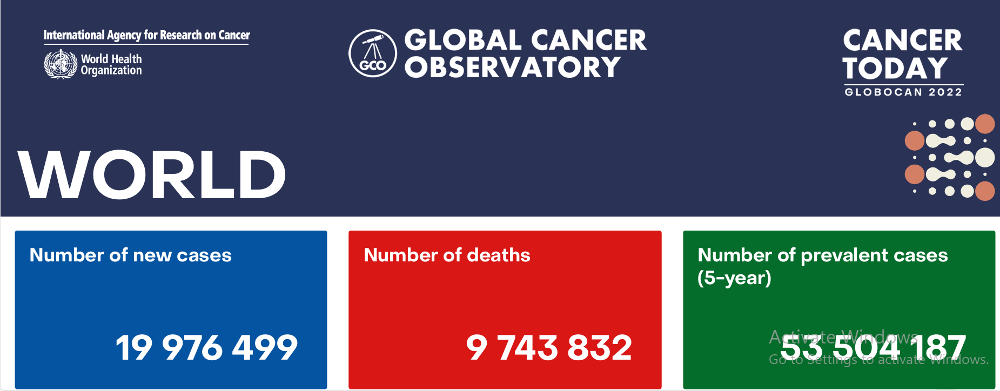 International Agency for Research on Cancer
World Health
Organization
GCO
GLOBAL CANCER
OBSERVATORY
CANCER
TODAY
GLOBOCAN 2022
WORLD
Number of new cases
19 976 499
Number of deaths
9 743 832
Number of prevalent cases
(5-year)
53 504 187
Activate Windows
Go to Settings to activate Windows.